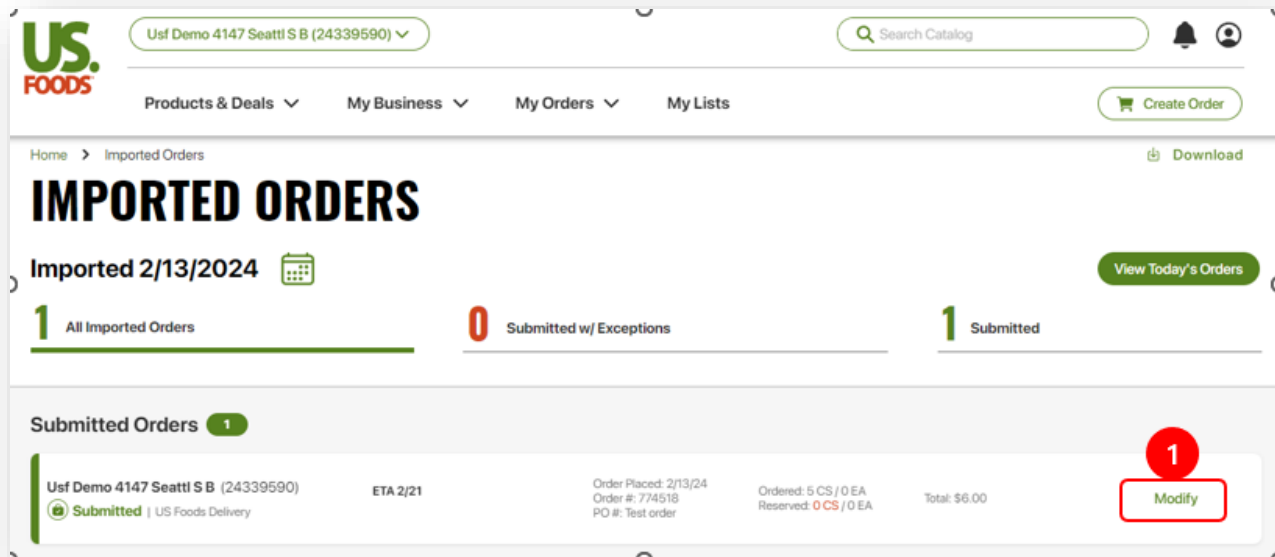 US.
FOODS
Usf Demo 4147 Seattl S B (24339590)
Search Catalog
Products & Deals
My Business
My Orders
My Lists
Create Order
Home > Imported Orders
Download
IMPORTED ORDERS
Imported 2/13/2024
View Today's Orders
1 All Imported Orders
0 Submitted w/ Exceptions
1 Submitted
Submitted Orders 1
1
Usf Demo 4147 Seattl S B (24339590)
Submitted | US Foods Delivery
ETA 2/21
Order Placed: 2/13/24
Order #: 774518
PO #: Test order
Ordered: 5 CS / 0 EA
Reserved: 0 CS / 0 EA
Total: $6.00
Modify